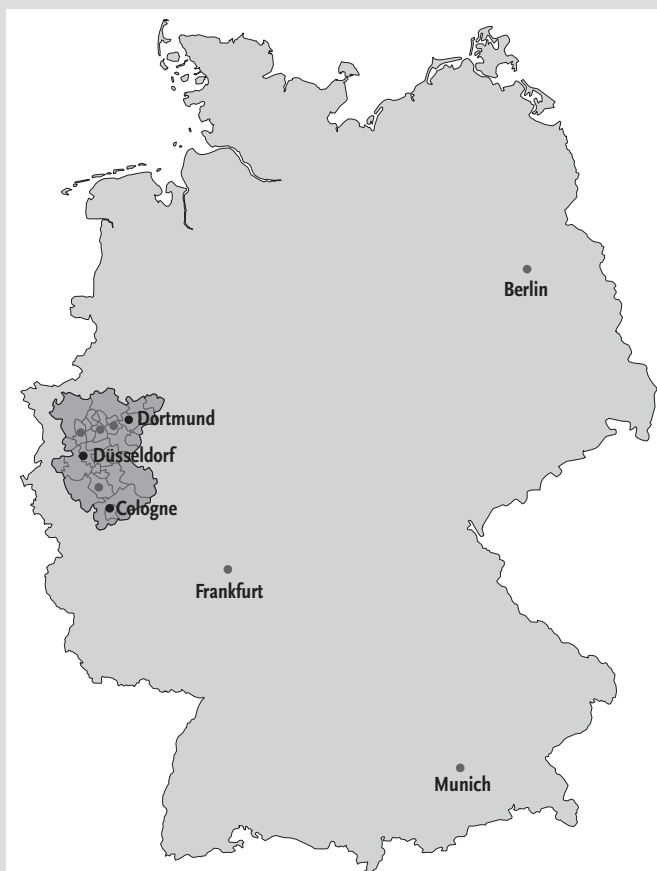 Berlin
Dortmund
Düsseldorf
Cologne
Frankfurt
Munich